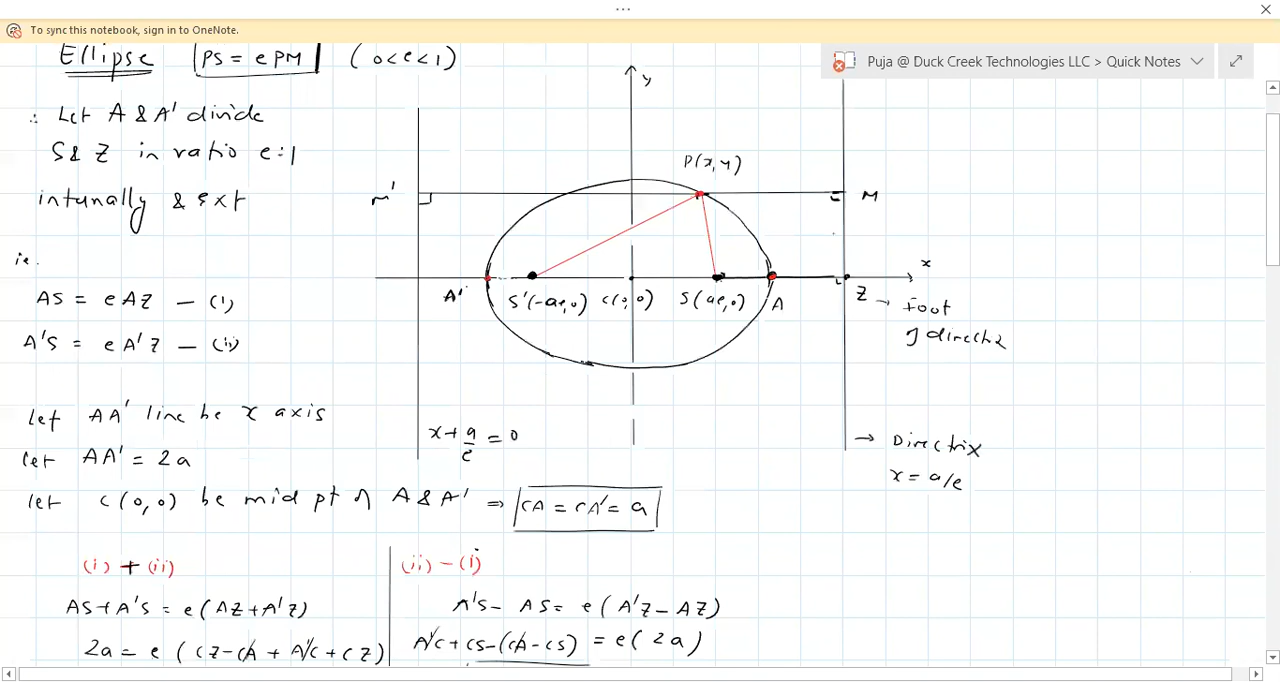 ...
To sync this notebook, sign in to OneNote.
Puja @ Duck Creek Technologies LLC > Quick Notes
Ellipse PS = e PM (0<e<1)
∴ Let A & A' divide
S & Z in ratio e:1
internally & ext
ie.
AS = e AZ — (i)
A'S = e A'Z — (ii)
let AA' line be x axis
let AA' = 2a
let C(0,0) be mid pt of A & A' ⇒ CA = CA' = a
y
P(x,y)
M'
M
x
A'
S'(-ae,0)
C(0,0)
S(ae,0)
A
Z → Foot
of directx
x + a/e = 0
→ Directrix
x = a/e
(i) + (ii)
AS + A'S = e(AZ + A'Z)
2a = e (CZ - CA + A'C + CZ)
(ii) - (i)
A'S - AS = e(A'Z - AZ)
A'C + CS - (CA - CS) = e(2a)